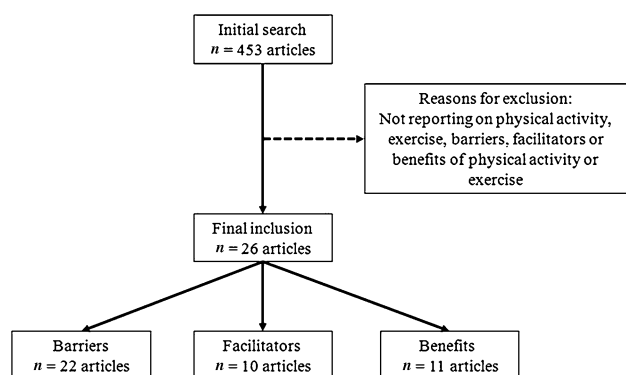 Initial search
n = 453 articles
Reasons for exclusion:
Not reporting on physical activity,
exercise, barriers, facilitators or
benefits of physical activity or
exercise
Final inclusion
n = 26 articles
Barriers
n = 22 articles
Facilitators
n = 10 articles
Benefits
n = 11 articles